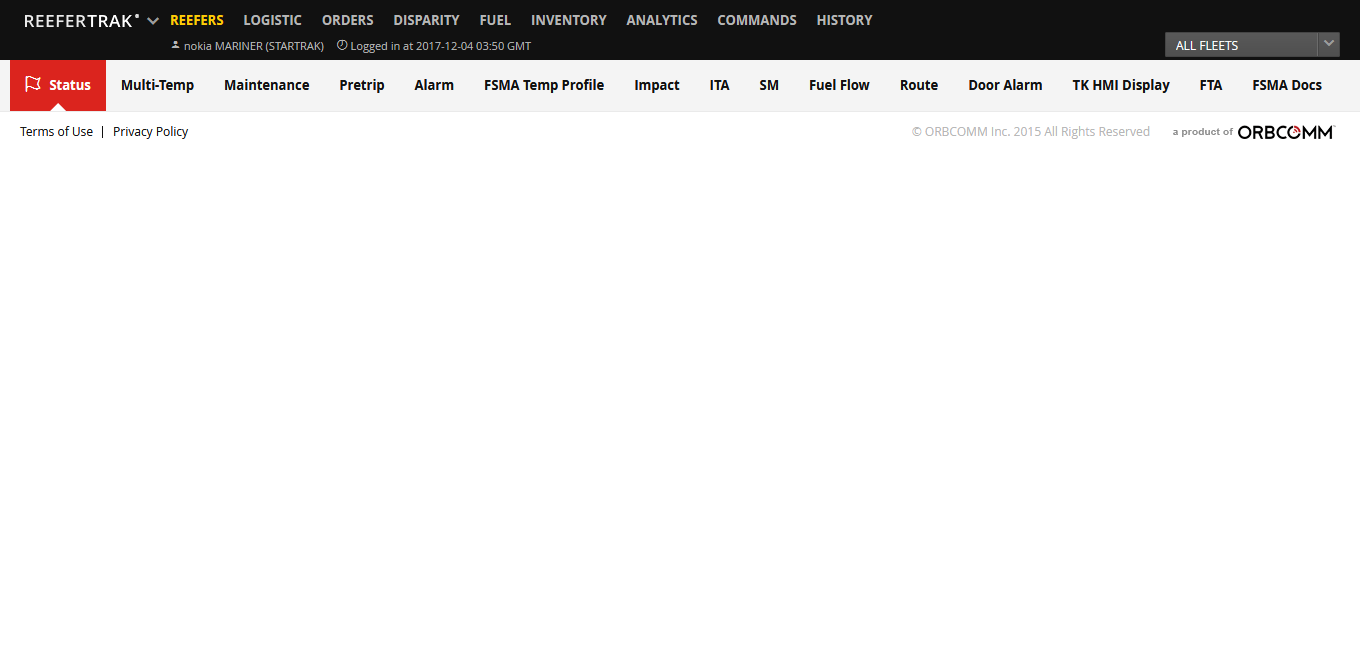 REEFERTRAK REEFERS LOGISTIC ORDERS DISPARITY FUEL INVENTORY ANALYTICS COMMANDS HISTORY
nokia MARINER (STARTRAK) Logged in at 2017-12-04 03:50 GMT ALL FLEETS
Status Multi-Temp Maintenance Pretrip Alarm FSMA Temp Profile Impact ITA SM Fuel Flow Route Door Alarm TK HMI Display FTA FSMA Docs
Terms of Use | Privacy Policy © ORBCOMM Inc. 2015 All Rights Reserved a product of ORBCOMM